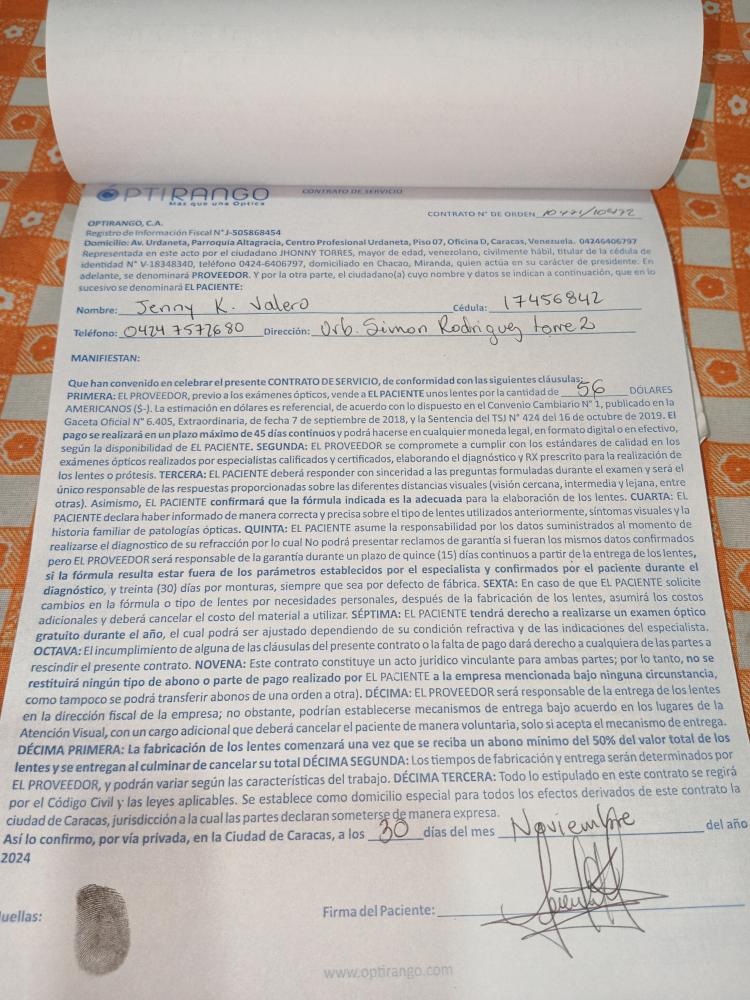 ÓPTIRANGO
Más que una Óptica
CONTRATO DE SERVICIO
CONTRATO N° DE ORDEN 10471/10472
OPTIRANGO, C.A.
Registro de Información Fiscal N°J-505868454
Domicilio: Av. Urdaneta, Parroquia Altagracia, Centro Profesional Urdaneta, Piso 07, Oficina D, Caracas, Venezuela. 04246406797
Representada en este acto por el ciudadano JHONNY TORRES, mayor de edad, venezolano, civilmente hábil, titular de la cédula de
identidad N° V-18348340, teléfono 0424-6406797, domiciliado en Chacao, Miranda, quien actúa en su carácter de presidente. En
adelante, se denominará PROVEEDOR. Y por la otra parte, el ciudadano(a) cuyo nombre y datos se indican a continuación, que en lo
sucesivo se denominará EL PACIENTE:
Nombre: Jenny K. Valero Cédula: 17456842
Teléfono: 0424 7572680 Dirección: Urb. Simon Rodriguez torre 2
MANIFIESTAN:
Que han convenido en celebrar el presente CONTRATO DE SERVICIO, de conformidad con las siguientes cláusulas:
PRIMERA: EL PROVEEDOR, previo a los exámenes ópticos, vende a EL PACIENTE unos lentes por la cantidad de 56 DÓLARES
AMERICANOS ($-). La estimación en dólares es referencial, de acuerdo con lo dispuesto en el Convenio Cambiario N° 1, publicado en la
Gaceta Oficial N° 6.405, Extraordinaria, de fecha 7 de septiembre de 2018, y la Sentencia del TSJ N° 424 del 16 de octubre de 2019. El
pago se realizará en un plazo máximo de 45 días continuos y podrá hacerse en cualquier moneda legal, en formato digital o en efectivo,
según la disponibilidad de EL PACIENTE. SEGUNDA: EL PROVEEDOR se compromete a cumplir con los estándares de calidad en los
exámenes ópticos realizados por especialistas calificados y certificados, elaborando el diagnóstico y RX prescrito para la realización de
los lentes o prótesis. TERCERA: EL PACIENTE deberá responder con sinceridad a las preguntas formuladas durante el examen y será el
único responsable de las respuestas proporcionadas sobre las diferentes distancias visuales (visión cercana, intermedia y lejana, entre
otras). Asimismo, EL PACIENTE confirmará que la fórmula indicada es la adecuada para la elaboración de los lentes. CUARTA: EL
PACIENTE declara haber informado de manera correcta y precisa sobre el tipo de lentes utilizados anteriormente, síntomas visuales y la
historia familiar de patologías ópticas. QUINTA: EL PACIENTE asume la responsabilidad por los datos suministrados al momento de
realizarse el diagnostico de su refracción por lo cual No podrá presentar reclamos de garantía si fueran los mismos datos confirmados
pero EL PROVEEDOR será responsable de la garantía durante un plazo de quince (15) días continuos a partir de la entrega de los lentes,
si la fórmula resulta estar fuera de los parámetros establecidos por el especialista y confirmados por el paciente durante el
diagnóstico, y treinta (30) días por monturas, siempre que sea por defecto de fábrica. SEXTA: En caso de que EL PACIENTE solicite
cambios en la fórmula o tipo de lentes por necesidades personales, después de la fabricación de los lentes, asumirá los costos
adicionales y deberá cancelar el costo del material a utilizar. SÉPTIMA: EL PACIENTE tendrá derecho a realizarse un examen óptico
gratuito durante el año, el cual podrá ser ajustado dependiendo de su condición refractiva y de las indicaciones del especialista.
OCTAVA: El incumplimiento de alguna de las cláusulas del presente contrato o la falta de pago dará derecho a cualquiera de las partes a
rescindir el presente contrato. NOVENA: Este contrato constituye un acto jurídico vinculante para ambas partes; por lo tanto, no se
restituirá ningún tipo de abono o parte de pago realizado por EL PACIENTE a la empresa mencionada bajo ninguna circunstancia,
como tampoco se podrá transferir abonos de una orden a otra). DÉCIMA: EL PROVEEDOR será responsable de la entrega de los lentes
en la dirección fiscal de la empresa; no obstante, podrían establecerse mecanismos de entrega bajo acuerdo en los lugares de la
Atención Visual, con un cargo adicional que deberá cancelar el paciente de manera voluntaria, solo si acepta el mecanismo de entrega.
DÉCIMA PRIMERA: La fabricación de los lentes comenzará una vez que se reciba un abono mínimo del 50% del valor total de los
lentes y se entregan al culminar de cancelar su total DÉCIMA SEGUNDA: Los tiempos de fabricación y entrega serán determinados por
EL PROVEEDOR, y podrán variar según las características del trabajo. DÉCIMA TERCERA: Todo lo estipulado en este contrato se regirá
por el Código Civil y las leyes aplicables. Se establece como domicilio especial para todos los efectos derivados de este contrato la
ciudad de Caracas, jurisdicción a la cual las partes declaran someterse de manera expresa.
Así lo confirmo, por vía privada, en la Ciudad de Caracas, a los 30 días del mes Noviembre del año
2024
uellas:
Firma del Paciente:
www.optirango.com